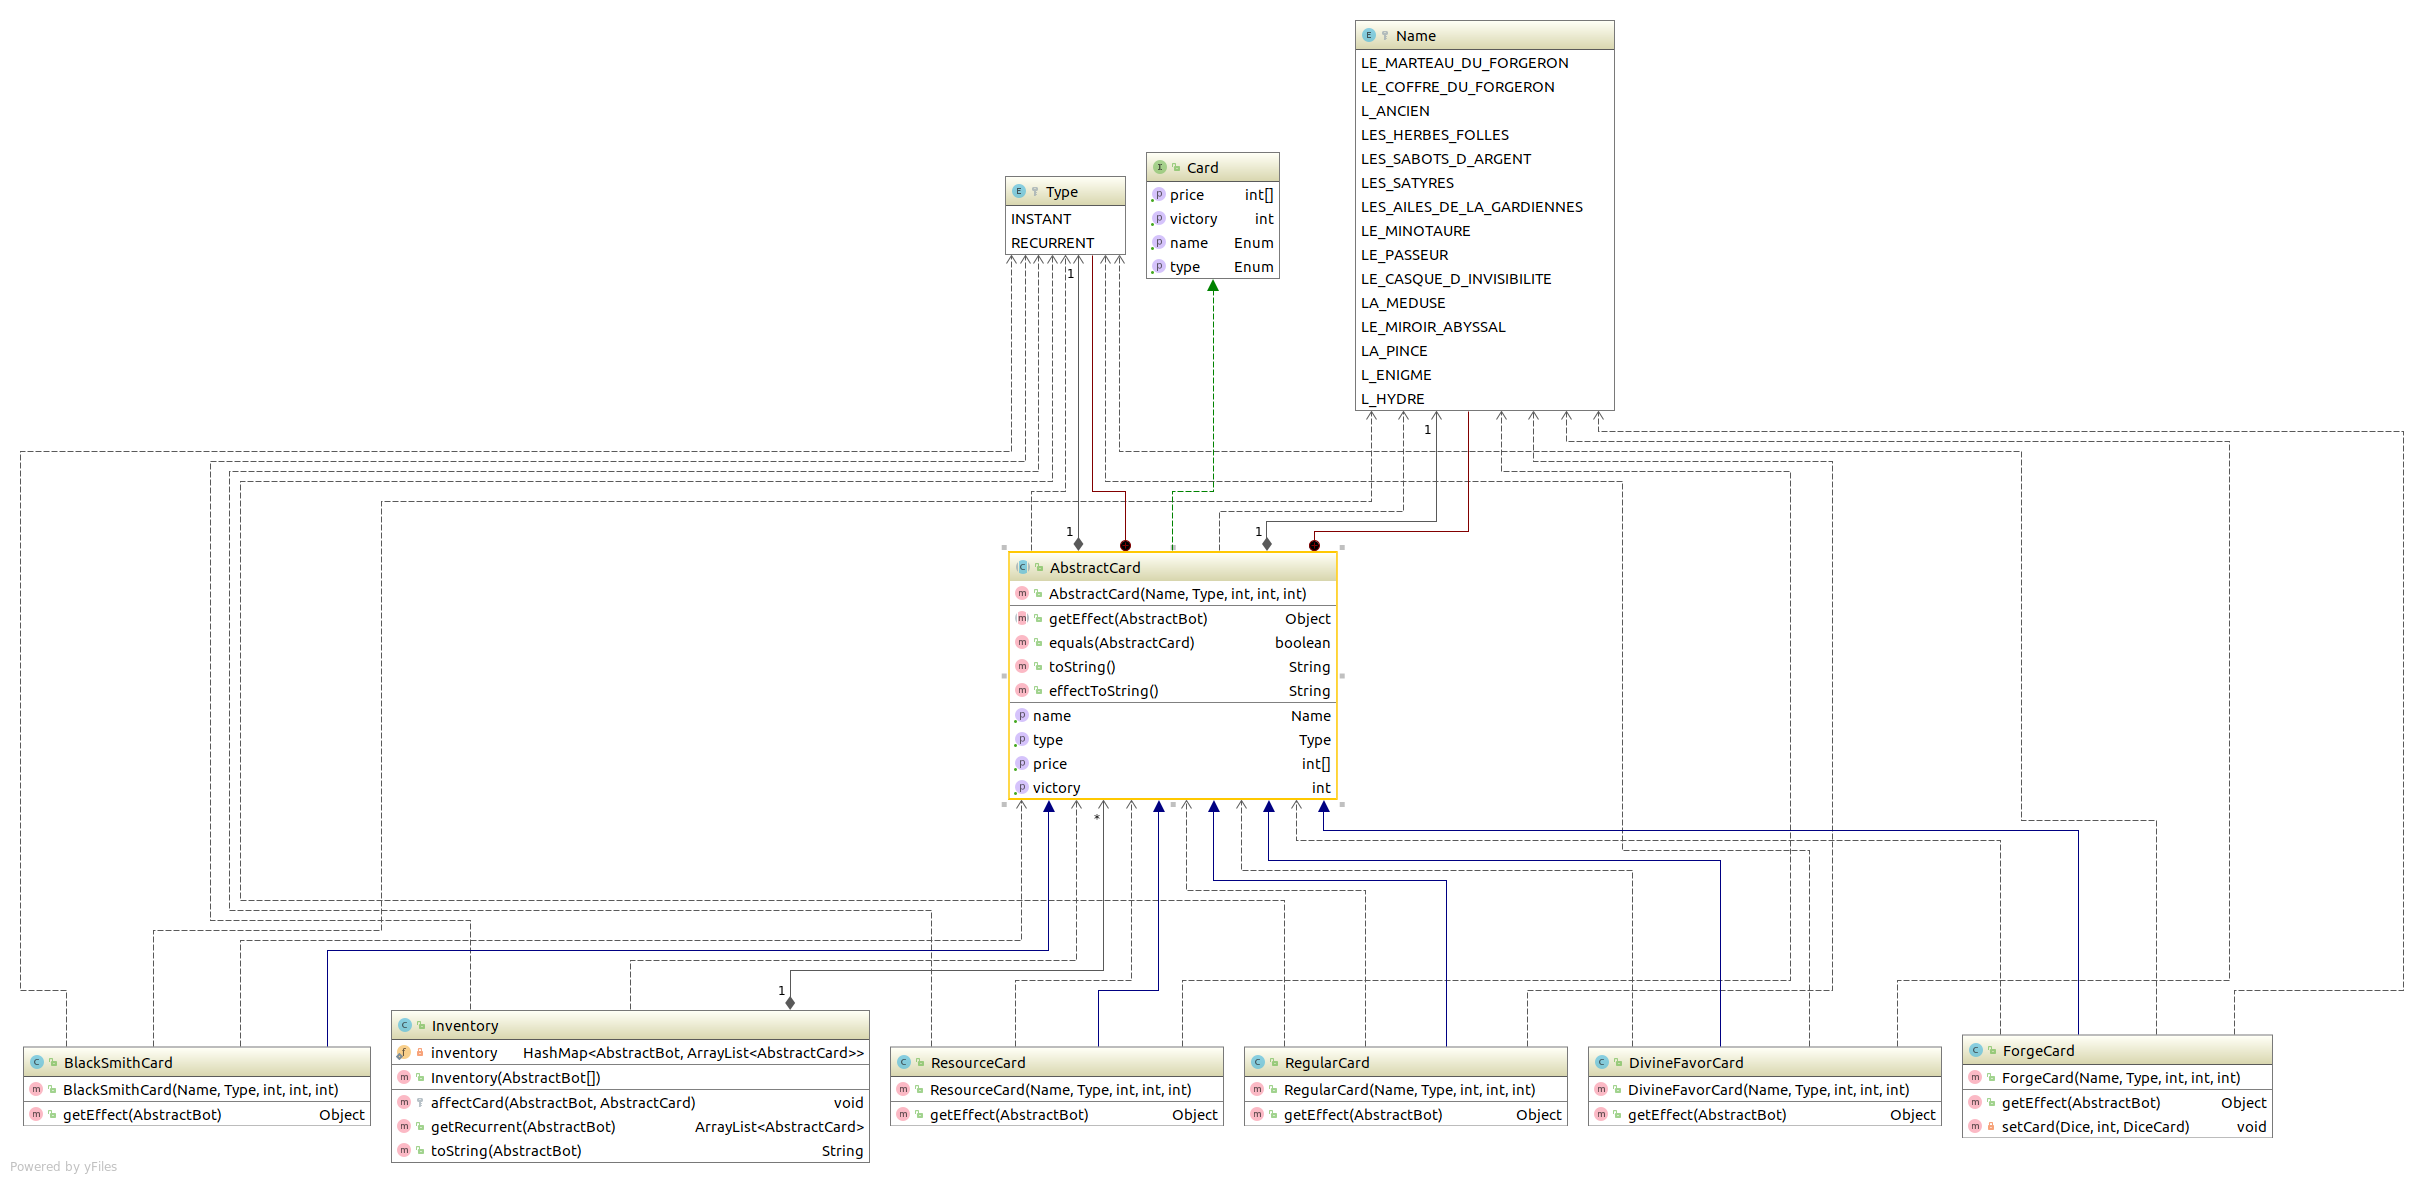 Name
LE_MARTEAU_DU_FORGERON
LE_COFFRE_DU_FORGERON
L_ANCIEN
LES_HERBES_FOLLES
LES_SABOTS_D_ARGENT
LES_SATYRES
LES_AILES_DE_LA_GARDIENNES
LE_MINOTAURE
LE_PASSEUR
LE_CASQUE_D_INVISIBILITE
LA_MEDUSE
LE_MIROIR_ABYSSAL
LA_PINCE
L_ENIGME
L_HYDRE
Card
price int[]
victory int
name Enum
type Enum
Type
INSTANT
RECURRENT
1
1
1
1
AbstractCard
AbstractCard(Name, Type, int, int, int)
getEffect(AbstractBot) Object
equals(AbstractCard) boolean
toString() String
effectToString() String
name Name
type Type
price int[]
victory int
*
1
BlackSmithCard
BlackSmithCard(Name, Type, int, int, int)
getEffect(AbstractBot) Object
Inventory
inventory HashMap<AbstractBot, ArrayList<AbstractCard>>
Inventory(AbstractBot[])
affectCard(AbstractBot, AbstractCard) void
getRecurrent(AbstractBot) ArrayList<AbstractCard>
toString(AbstractBot) String
ResourceCard
ResourceCard(Name, Type, int, int, int)
getEffect(AbstractBot) Object
RegularCard
RegularCard(Name, Type, int, int, int)
getEffect(AbstractBot) Object
DivineFavorCard
DivineFavorCard(Name, Type, int, int, int)
getEffect(AbstractBot) Object
ForgeCard
ForgeCard(Name, Type, int, int, int)
getEffect(AbstractBot) Object
setCard(Dice, int, DiceCard) void
Powered by yFiles